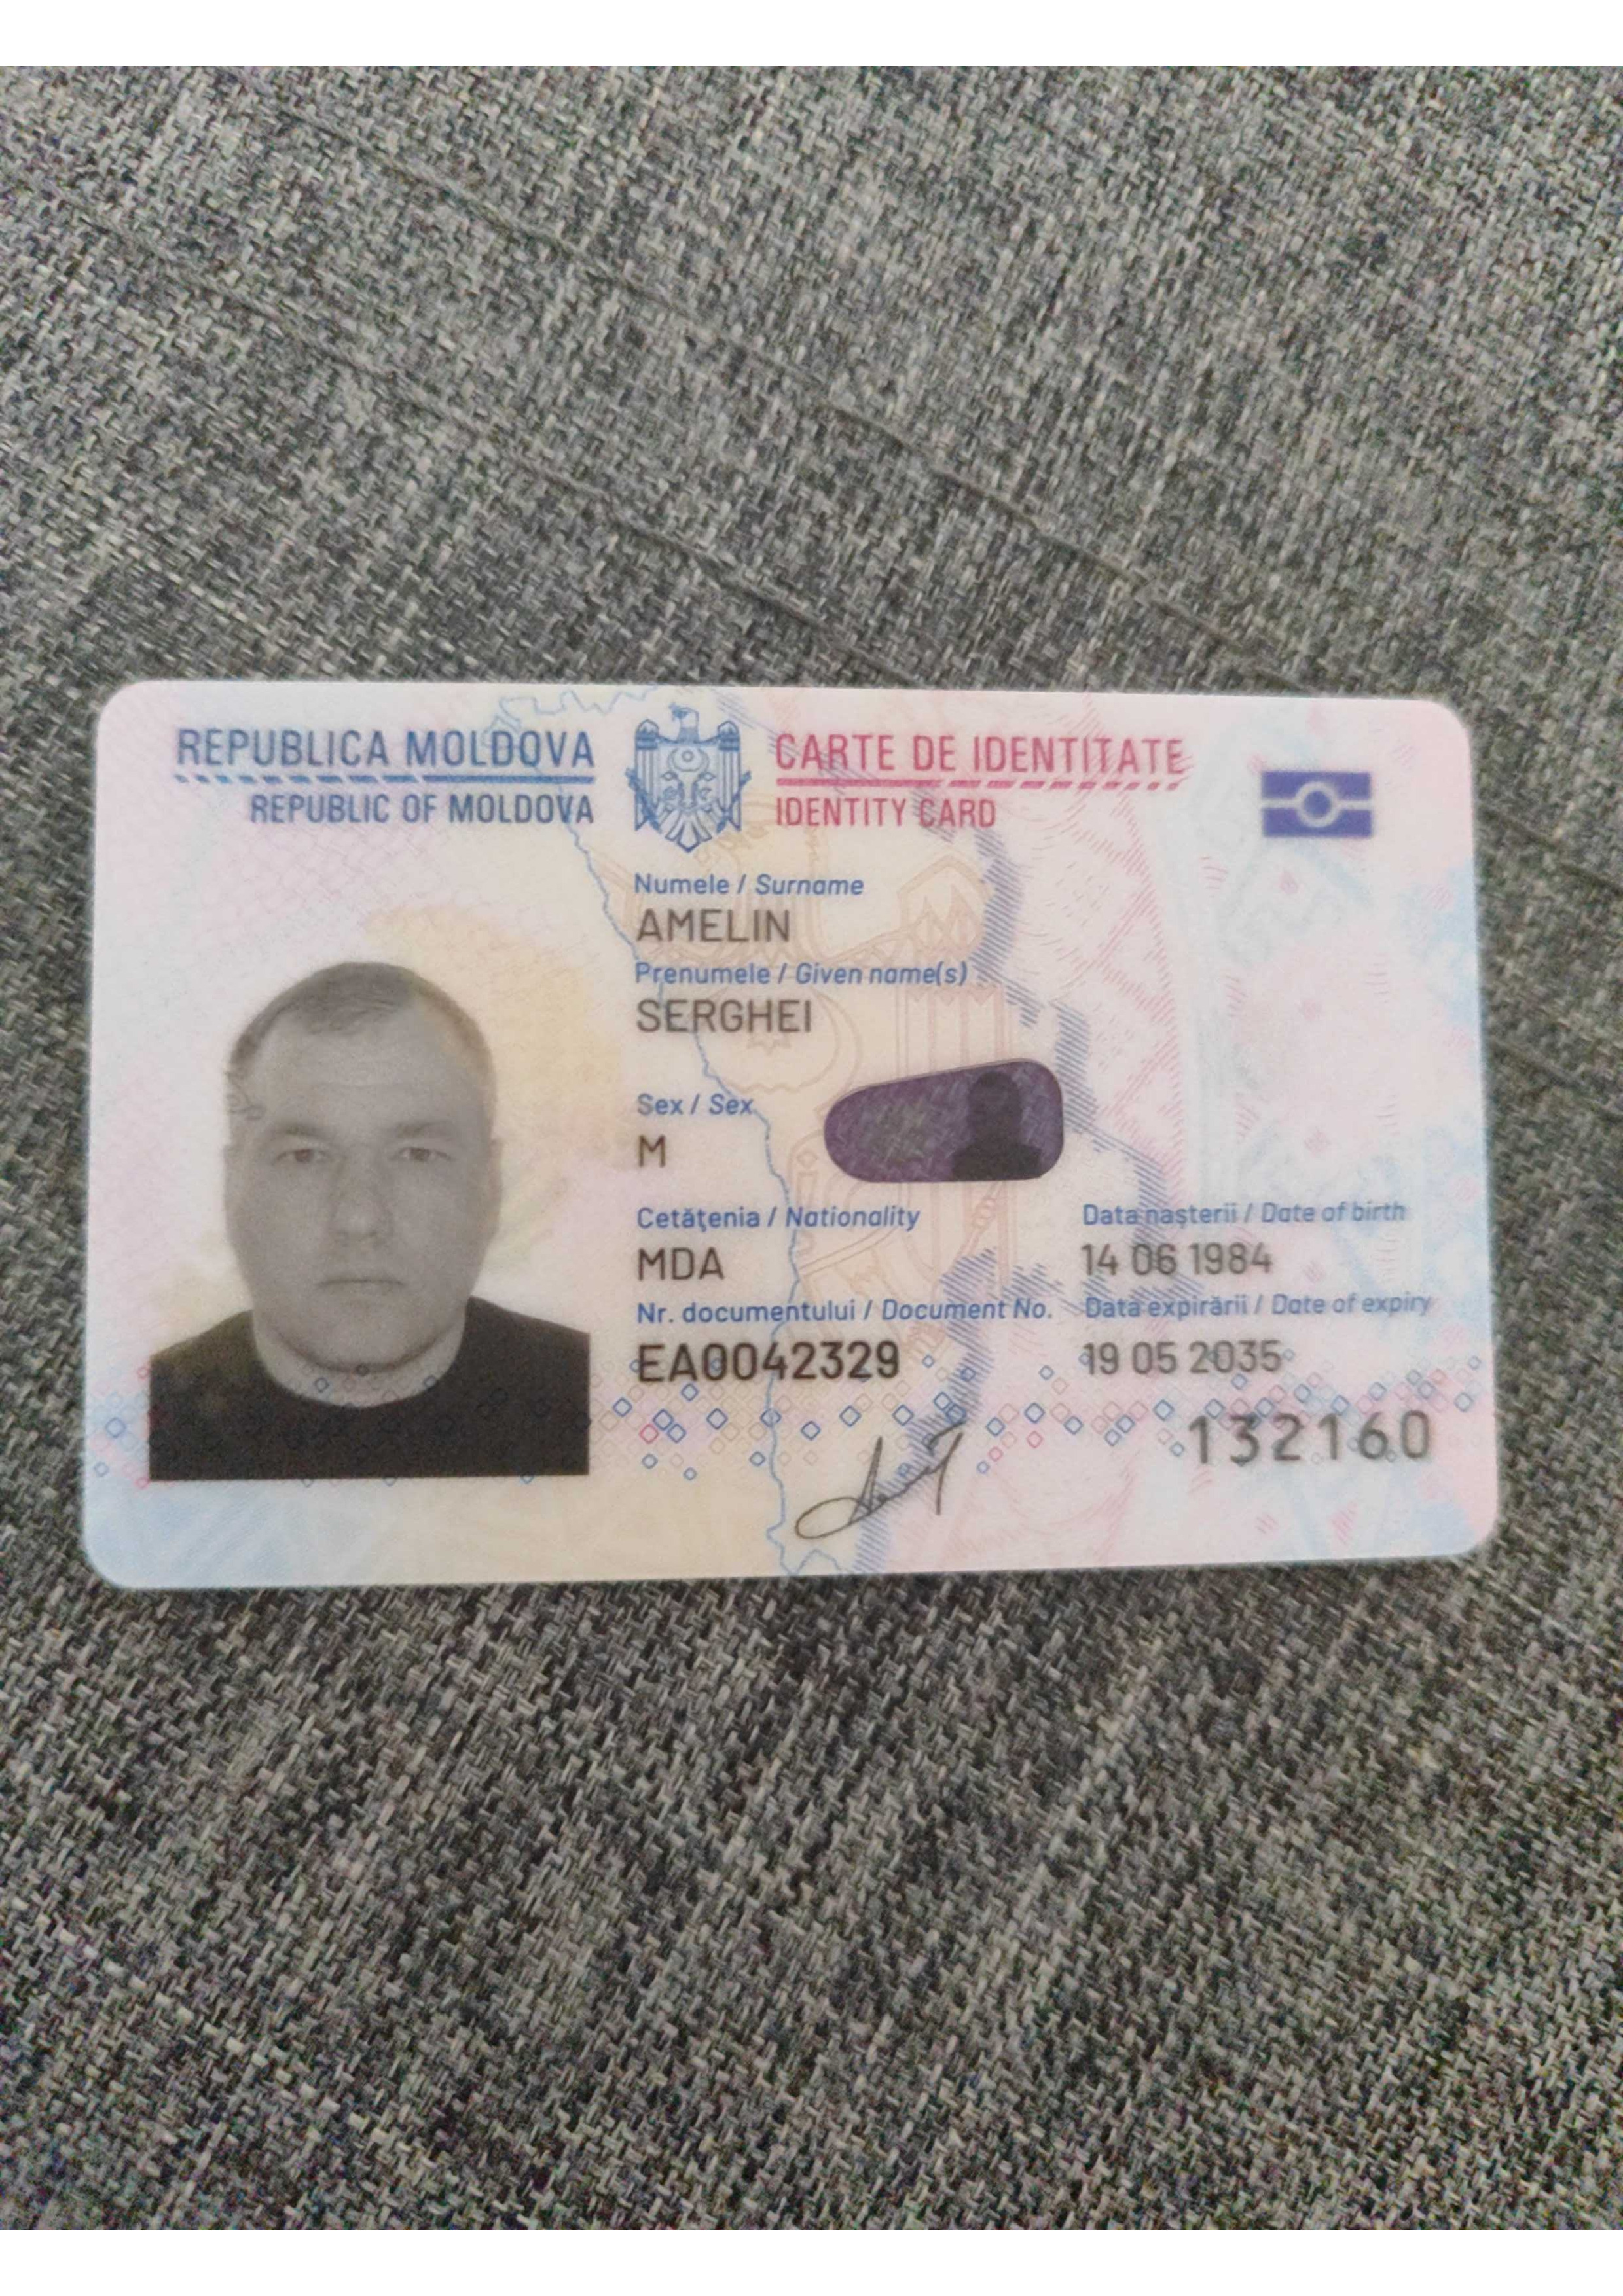 REPUBLICA MOLDOVA
REPUBLIC OF MOLDOVA
CARTE DE IDENTITATE
IDENTITY CARD
Numele / Surname
AMELIN
Prenumele / Given name(s)
SERGHEI
Sex / Sex
M
Cetăţenia / Nationality
MDA
Data naşterii / Date of birth
14 06 1984
Nr. documentului / Document No.
EA0042329
Data expirării / Date of expiry
19 05 2035
132160